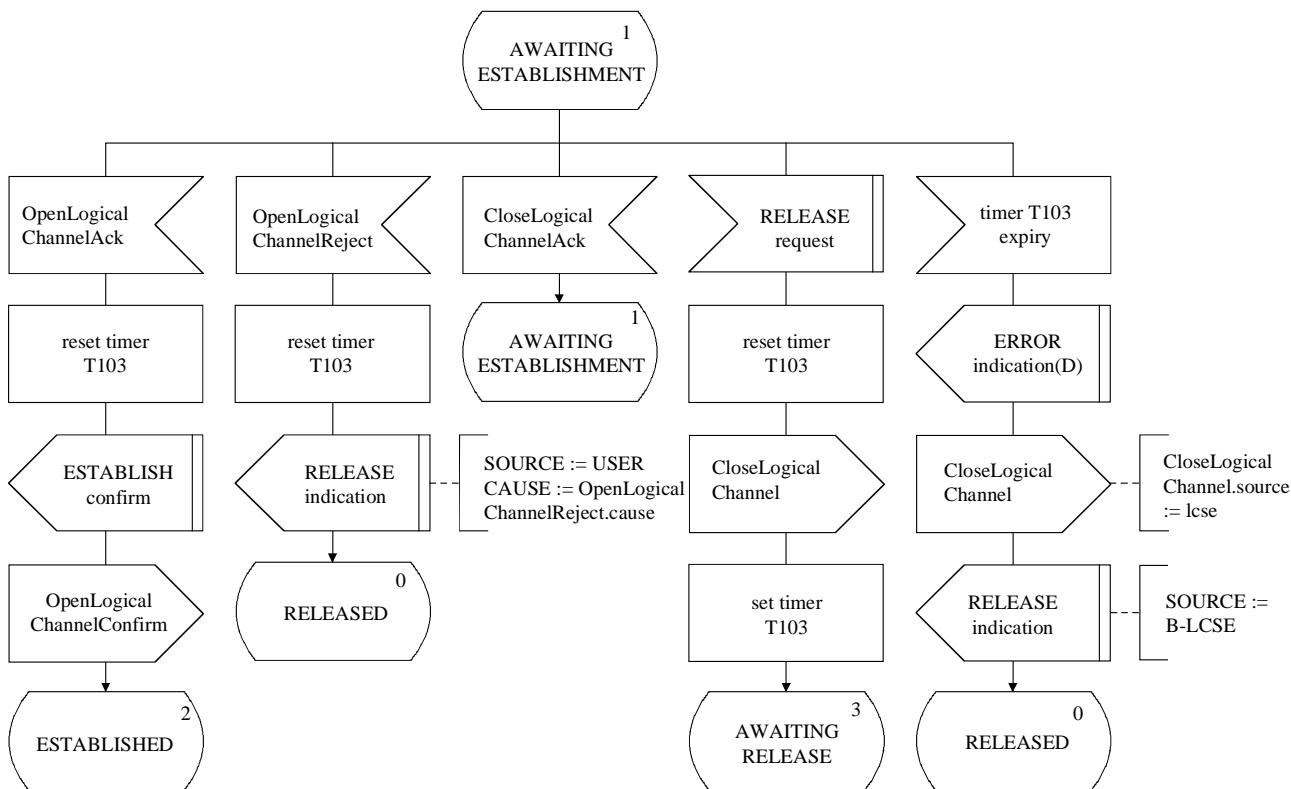 1
AWAITING
ESTABLISHMENT
OpenLogical
ChannelAck
OpenLogical
ChannelReject
CloseLogical
ChannelAck
RELEASE
request
timer T103
expiry
reset timer
T103
reset timer
T103
1
AWAITING
ESTABLISHMENT
reset timer
T103
ERROR
indication(D)
ESTABLISH
confirm
RELEASE
indication
SOURCE := USER
CAUSE := OpenLogical
ChannelReject.cause
CloseLogical
Channel
CloseLogical
Channel
CloseLogical
Channel.source
:= lcse
OpenLogical
ChannelConfirm
0
RELEASED
set timer
T103
RELEASE
indication
SOURCE :=
B-LCSE
2
ESTABLISHED
3
AWAITING
RELEASE
0
RELEASED